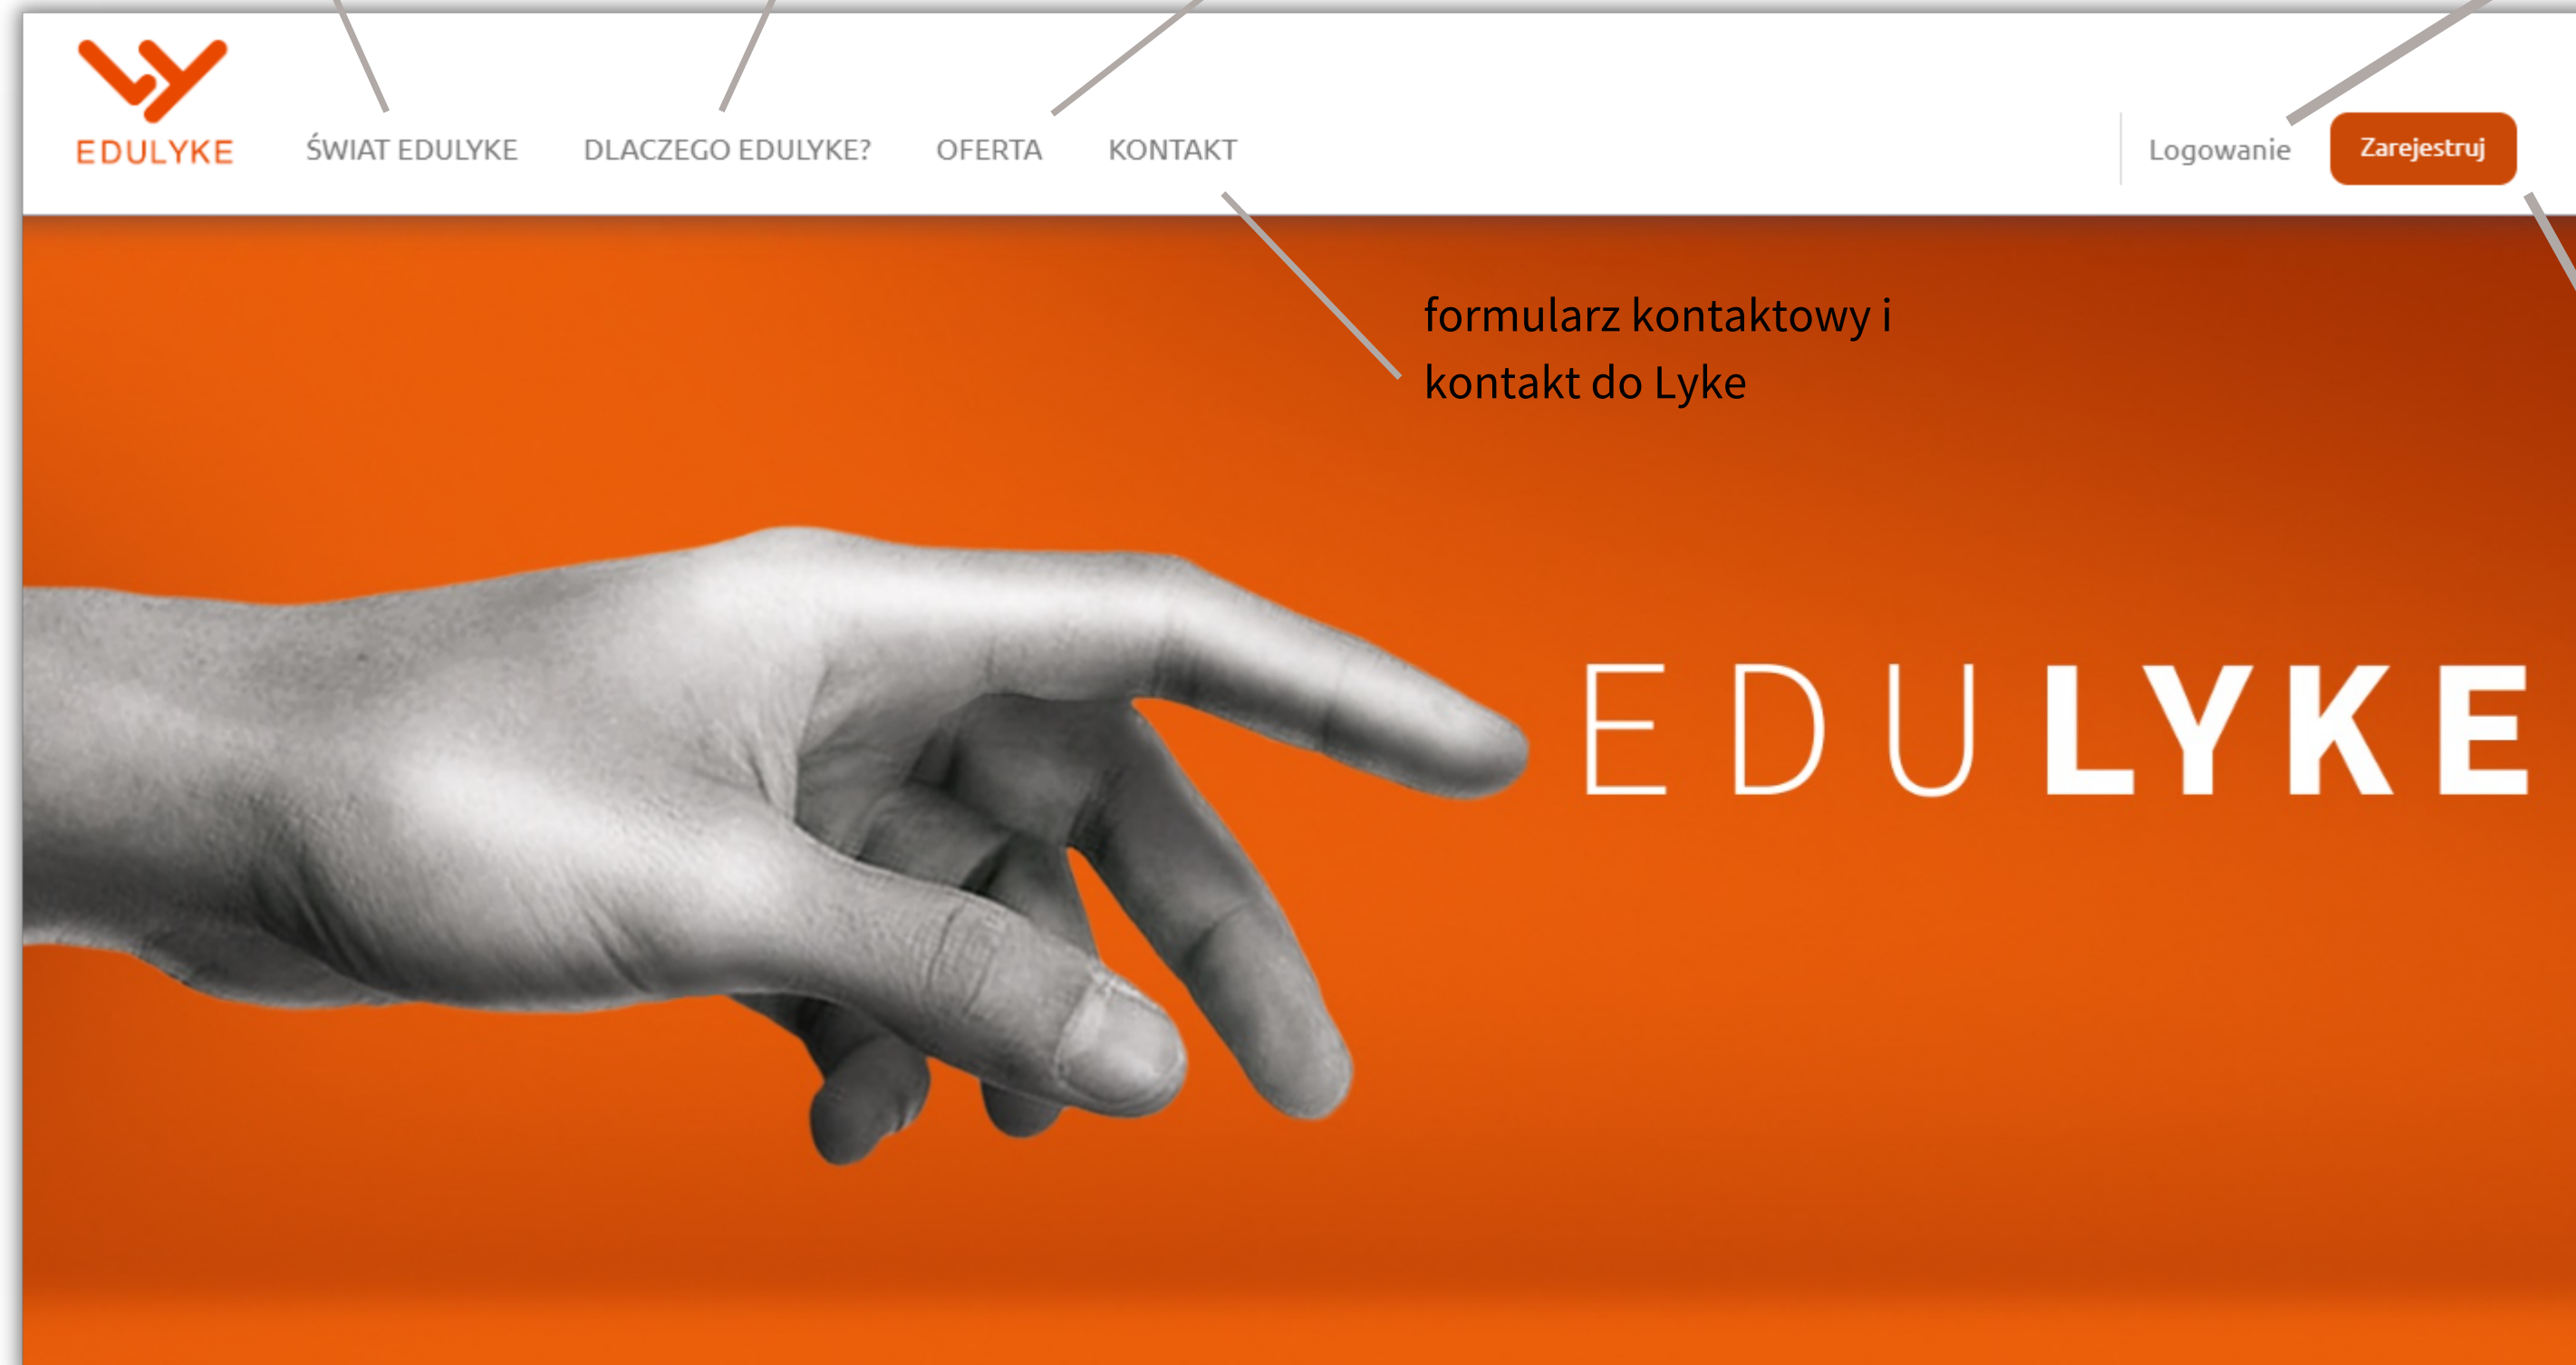 EDULYKE
ŚWIAT EDULYKE
DLACZEGO EDULYKE?
OFERTA
KONTAKT
Logowanie
Zarejestruj
formularz kontaktowy i
kontakt do Lyke
EDULYKE